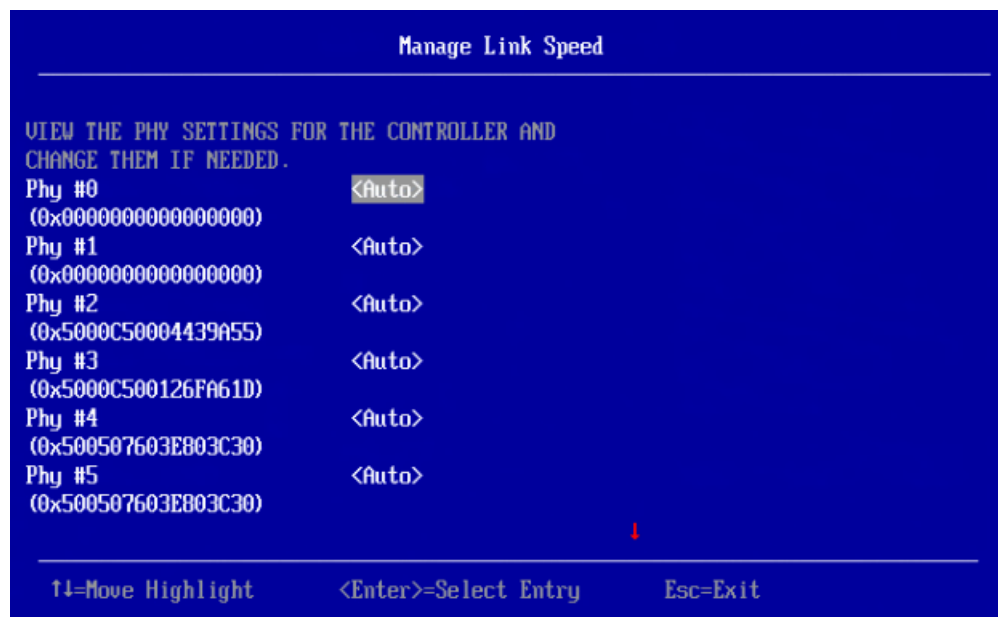 Manage Link Speed
VIEW THE PHY SETTINGS FOR THE CONTROLLER AND
CHANGE THEM IF NEEDED.
Phy #0 <Auto>
(0x0000000000000000)
Phy #1 <Auto>
(0x0000000000000000)
Phy #2 <Auto>
(0x5000C50004439A55)
Phy #3 <Auto>
(0x5000C500126FA61D)
Phy #4 <Auto>
(0x500507603E803C30)
Phy #5 <Auto>
(0x500507603E803C30)
↓
↑↓=Move Highlight <Enter>=Select Entry Esc=Exit